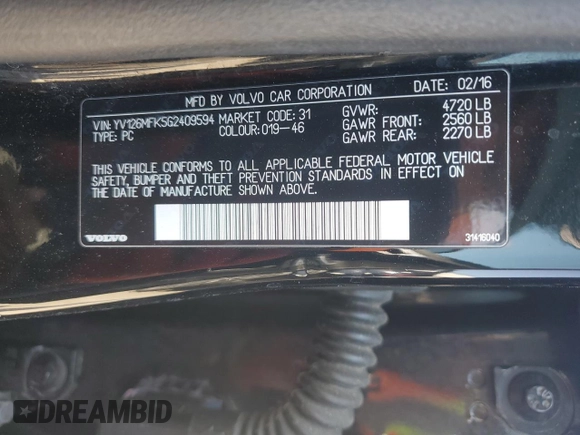 MFD BY VOLVO CAR CORPORATION DATE: 02/16
VIN: YV126MFK5G2409594 MARKET CODE: 31 GVWR: 4720 LB
TYPE: PC COLOUR: 019-46 GAWR FRONT: 2560 LB
GAWR REAR: 2270 LB
THIS VEHICLE CONFORMS TO ALL APPLICABLE FEDERAL MOTOR VEHICLE
SAFETY, BUMPER AND THEFT PREVENTION STANDARDS IN EFFECT ON
THE DATE OF MANUFACTURE SHOWN ABOVE.
VOLVO 31416040
DREAMBID